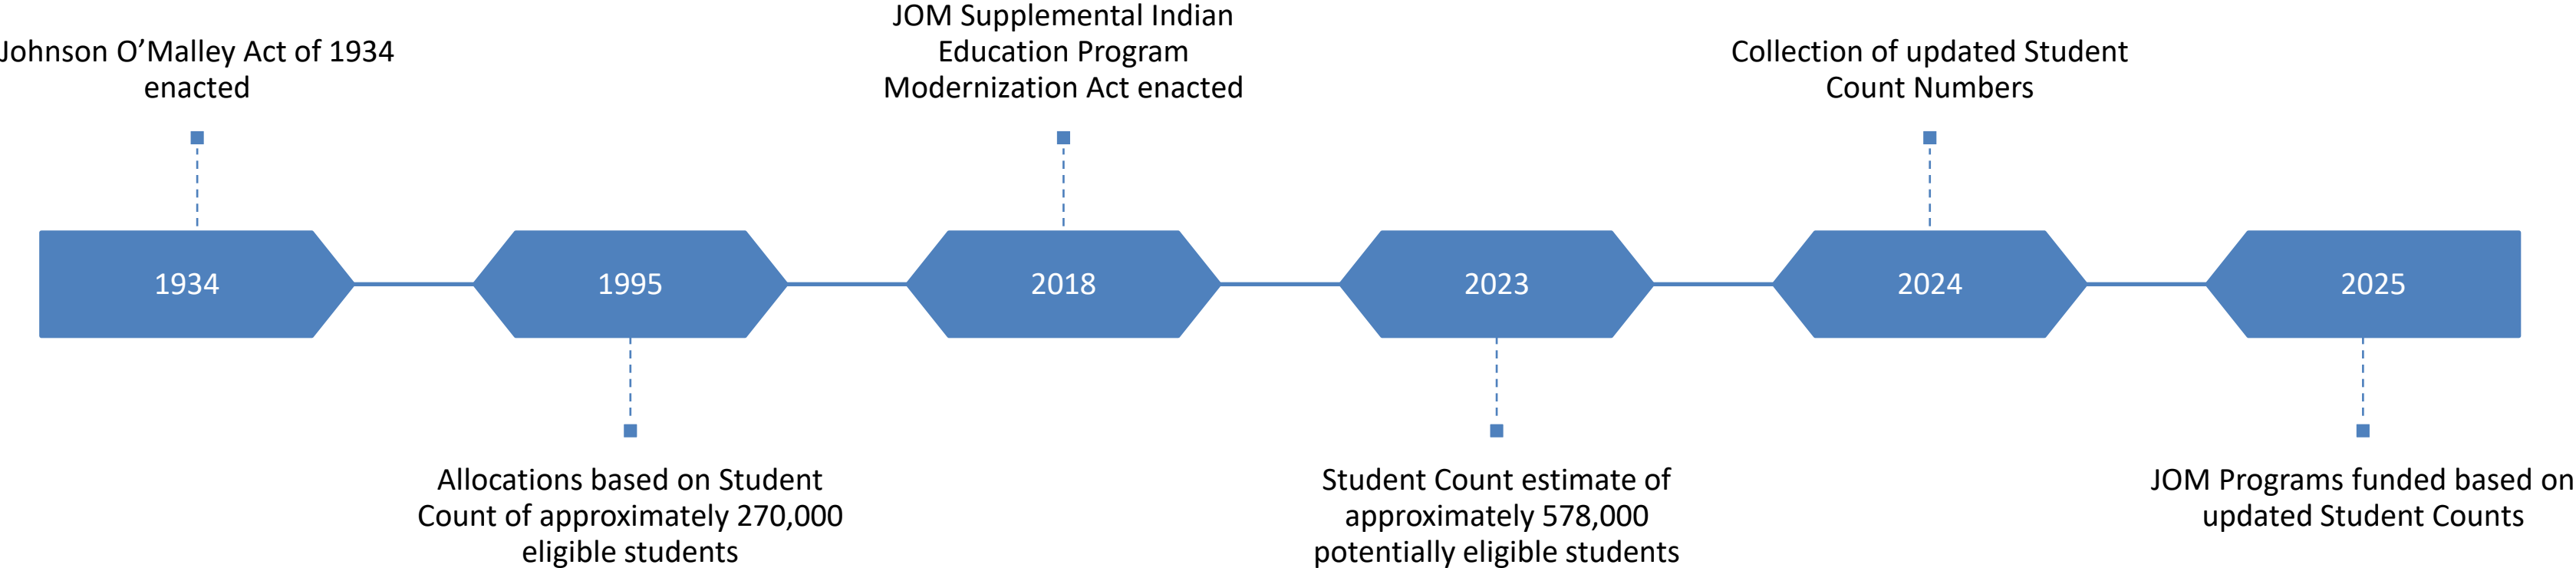 Johnson O’Malley Act of 1934
enacted
JOM Supplemental Indian
Education Program
Modernization Act enacted
Collection of updated Student
Count Numbers
1934
1995
2018
2023
2024
2025
Allocations based on Student
Count of approximately 270,000
eligible students
Student Count estimate of
approximately 578,000
potentially eligible students
JOM Programs funded based on
updated Student Counts